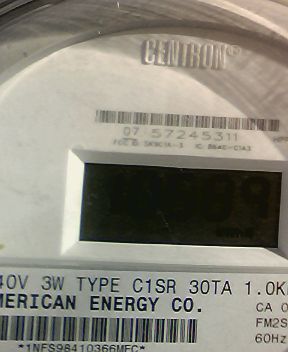 CENTRON®
07 57245311
40V 3W TYPE C1SR 30TA 1.0K
MERICAN ENERGY CO.
CA 0
FM2S
60Hz
*1NFS98410366MFC*